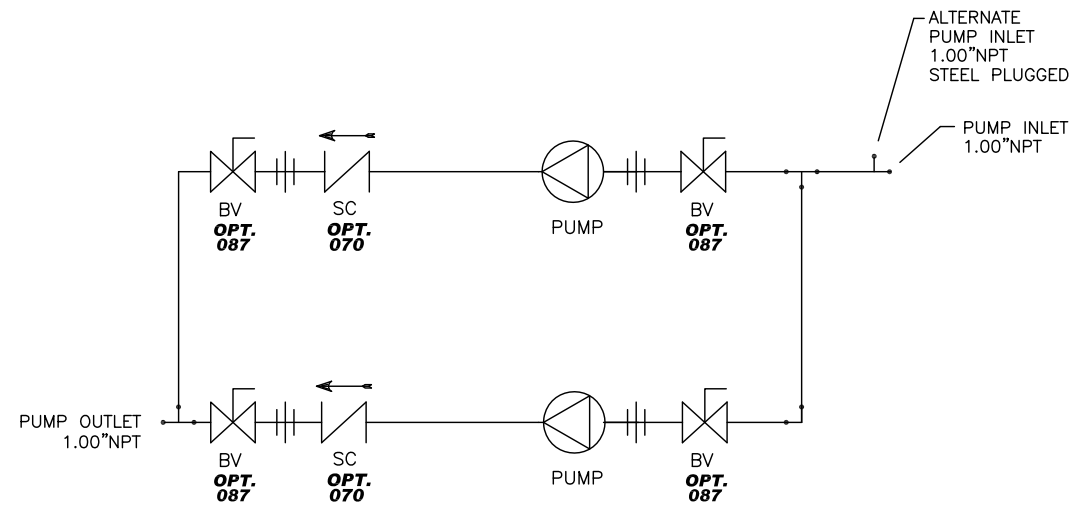 ALTERNATE
PUMP INLET
1.00"NPT
STEEL PLUGGED
PUMP INLET
1.00"NPT
BV
OPT.
087
SC
OPT.
070
PUMP
BV
OPT.
087
PUMP OUTLET
1.00"NPT
BV
OPT.
087
SC
OPT.
070
PUMP
BV
OPT.
087